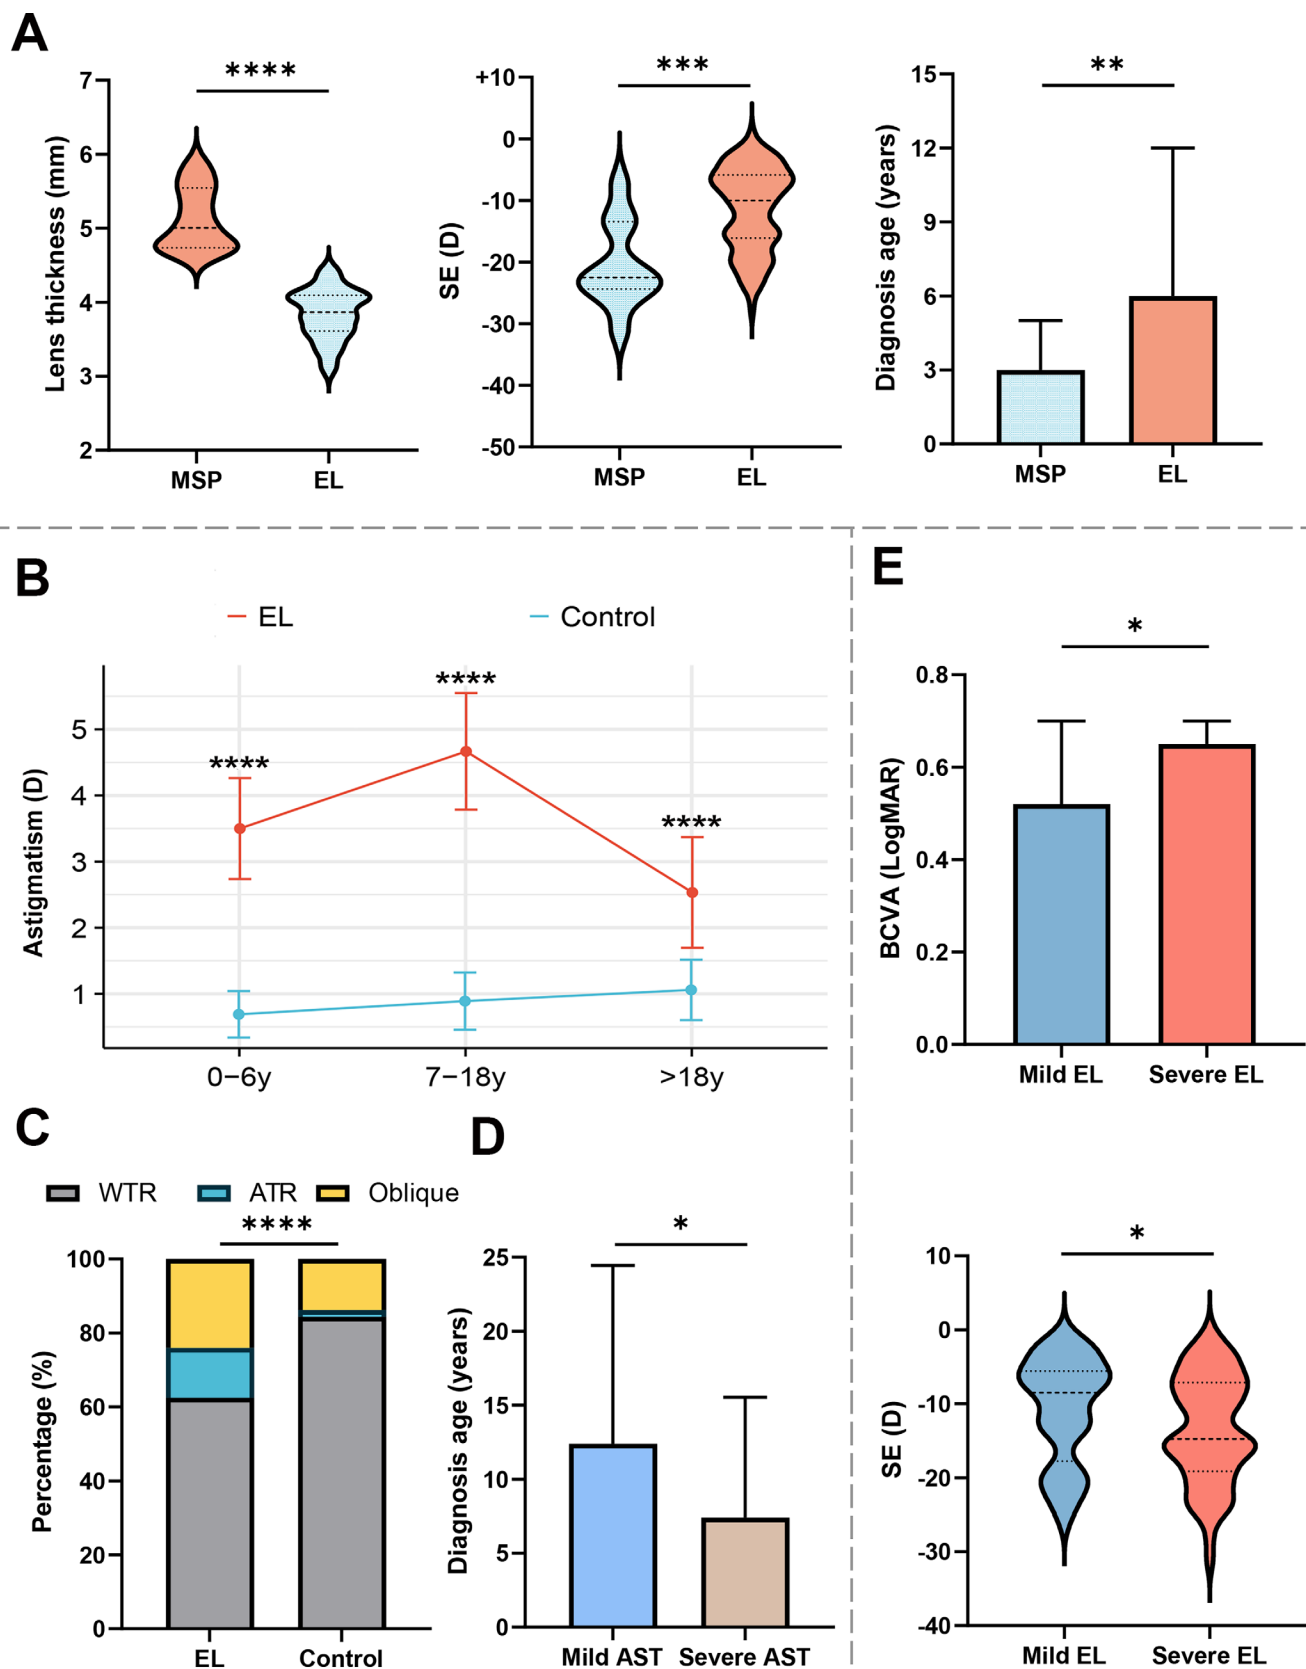 A
****
Lens thickness (mm)
7
6
5
4
3
2
MSP
EL
***
SE (D)
+10
0
-10
-20
-30
-40
-50
MSP
EL
**
Diagnosis age (years)
15
12
9
6
3
0
MSP
EL
B
EL
Control
Astigmatism (D)
5
4
3
2
1
****
****
****
0−6y
7−18y
>18y
C
WTR
ATR
Oblique
****
Percentage (%)
100
80
60
40
20
0
EL
Control
D
*
Diagnosis age (years)
25
20
15
10
5
0
Mild AST
Severe AST
E
*
BCVA (LogMAR)
0.8
0.6
0.4
0.2
0.0
Mild EL
Severe EL
*
SE (D)
10
0
-10
-20
-30
-40
Mild EL
Severe EL